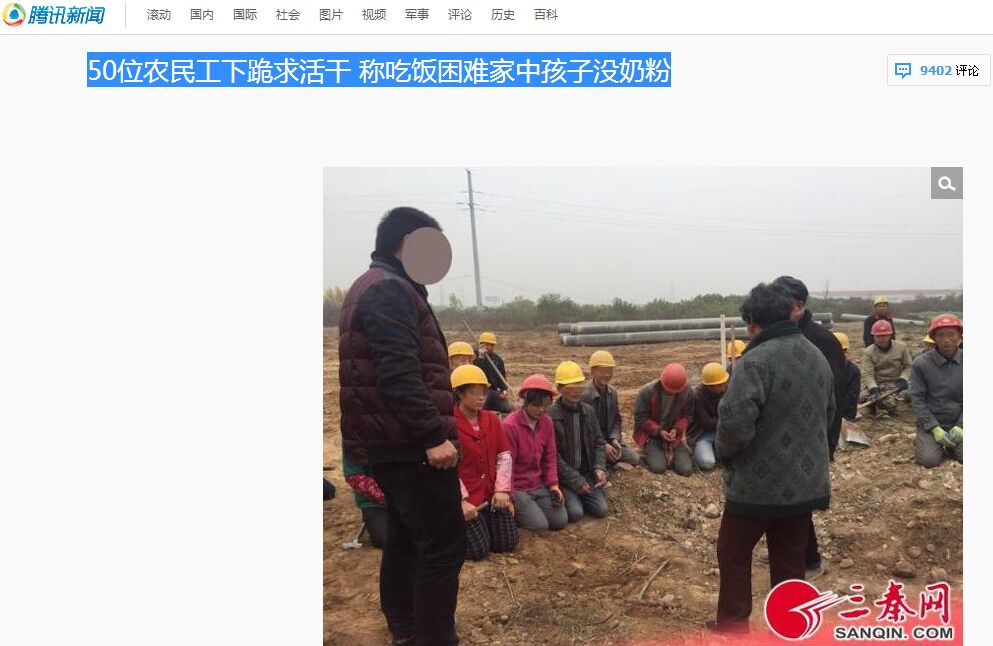 腾讯新闻
滚动 国内 国际 社会 图片 视频 军事 评论 历史 百科
50位农民工下跪求活干 称吃饭困难家中孩子没奶粉
9402 评论
三秦网
SANQIN.COM